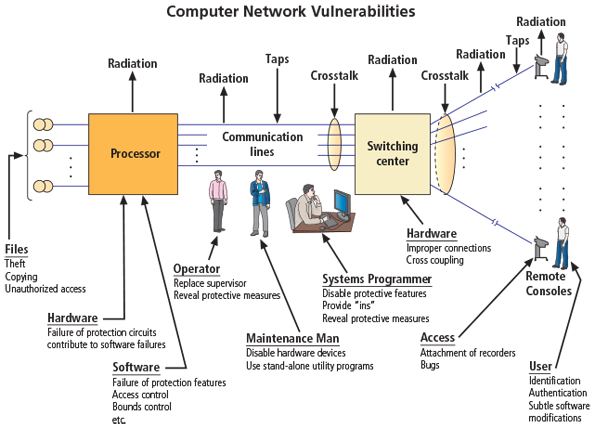 Computer Network Vulnerabilities
Radiation
Taps
Radiation
Radiation
Radiation
Taps
Radiation
Crosstalk
Crosstalk
Processor
Communication
lines
Switching
center
Files
Theft
Copying
Unauthorized access
Hardware
Failure of protection circuits
contribute to software failures
Software
Failure of protection features
Access control
Bounds control
etc.
Operator
Replace supervisor
Reveal protective measures
Maintenance Man
Disable hardware devices
Use stand-alone utility programs
Systems Programmer
Disable protective features
Provide "ins"
Reveal protective measures
Hardware
Improper connections
Cross coupling
Access
Attachment of recorders
Bugs
Remote
Consoles
User
Identification
Authentication
Subtle software
modifications